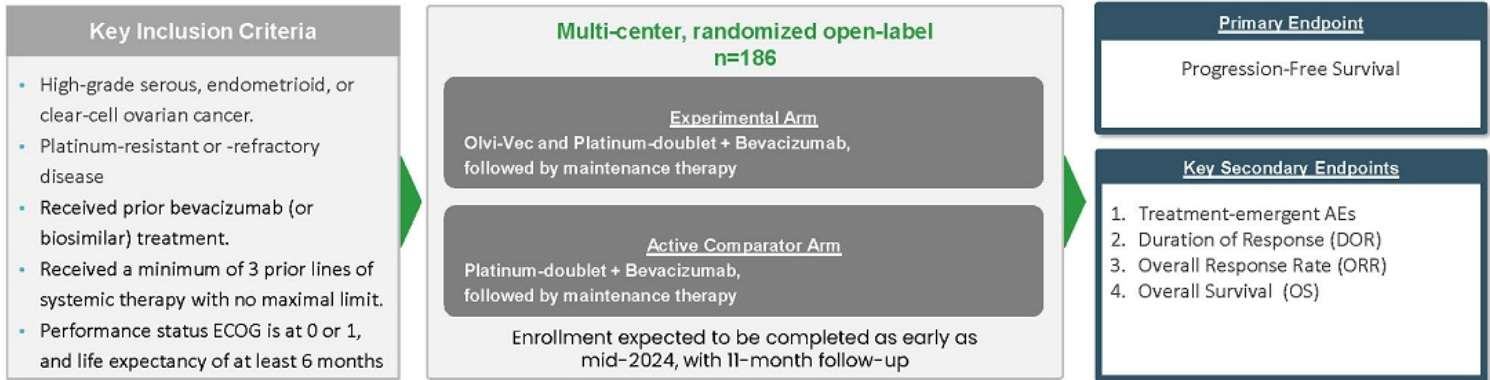 Key Inclusion Criteria
• High-grade serous, endometrioid, or
clear-cell ovarian cancer.
• Platinum-resistant or -refractory
disease
• Received prior bevacizumab (or
biosimilar) treatment.
• Received a minimum of 3 prior lines of
systemic therapy with no maximal limit.
• Performance status ECOG is at 0 or 1,
and life expectancy of at least 6 months
Multi-center, randomized open-label
n=186
Experimental Arm
Olvi-Vec and Platinum-doublet + Bevacizumab,
followed by maintenance therapy
Active Comparator Arm
Platinum-doublet + Bevacizumab,
followed by maintenance therapy
Enrollment expected to be completed as early as
mid-2024, with 11-month follow-up
Primary Endpoint
Progression-Free Survival
Key Secondary Endpoints
1. Treatment-emergent AEs
2. Duration of Response (DOR)
3. Overall Response Rate (ORR)
4. Overall Survival (OS)